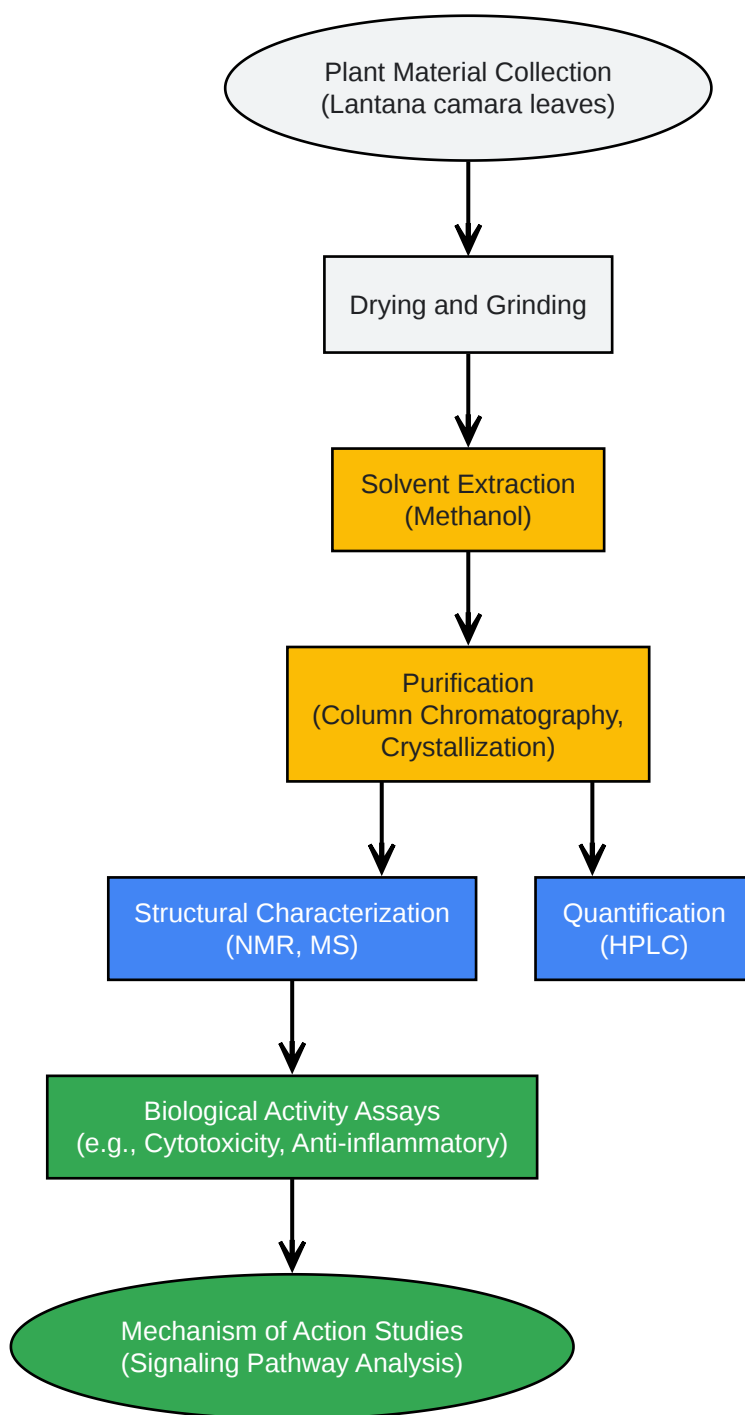 Plant Material Collection
(Lantana camara leaves)
Drying and Grinding
Solvent Extraction
(Methanol)
Purification
(Column Chromatography,
Crystallization)
Structural Characterization
(NMR, MS)
Quantification
(HPLC)
Biological Activity Assays
(e.g., Cytotoxicity, Anti-inflammatory)
Mechanism of Action Studies
(Signaling Pathway Analysis)